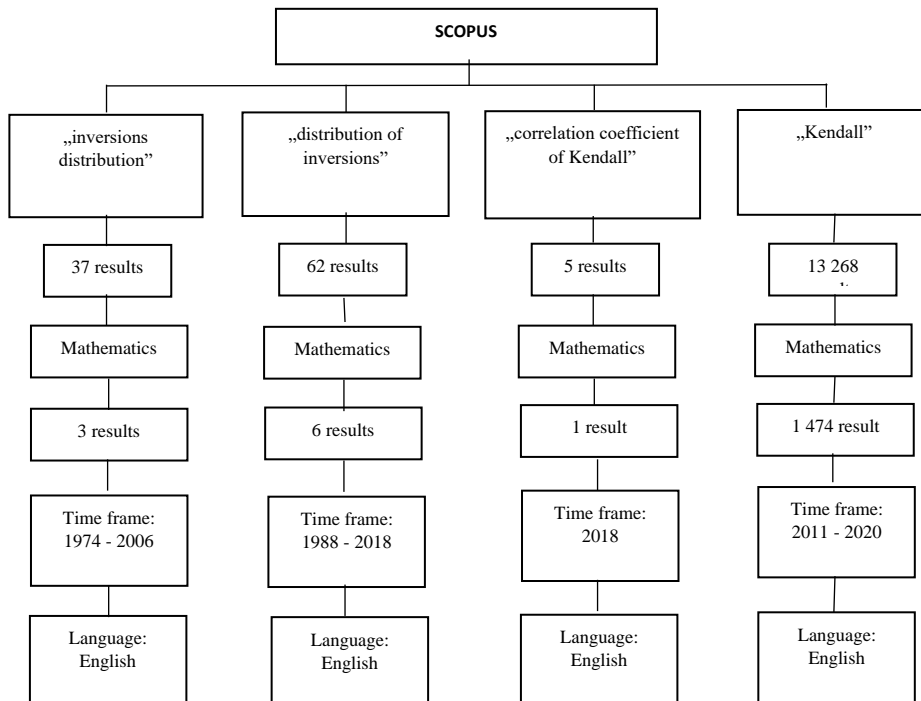 SCOPUS
„inversions
distribution”
„distribution of
inversions”
„correlation coefficient
of Kendall”
„Kendall”
37 results
62 results
5 results
13 268
Mathematics
Mathematics
Mathematics
Mathematics
3 results
6 results
1 result
1 474 result
Time frame:
1974 - 2006
Time frame:
1988 - 2018
Time frame:
2018
Time frame:
2011 - 2020
Language:
English
Language:
English
Language:
English
Language:
English